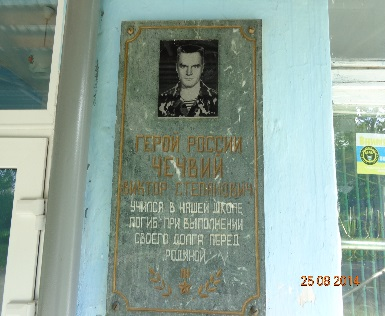 ГЕРОЙ РОССИИ
ЧЕЧВИЙ
ВИКТОР СТЕПАНОВИЧ
УЧИЛСЯ В НАШЕЙ ШКОЛЕ
ПОГИБ ПРИ ВЫПОЛНЕНИИ
СВОЕГО ДОЛГА ПЕРЕД
РОДИНОЙ
25 08 2014